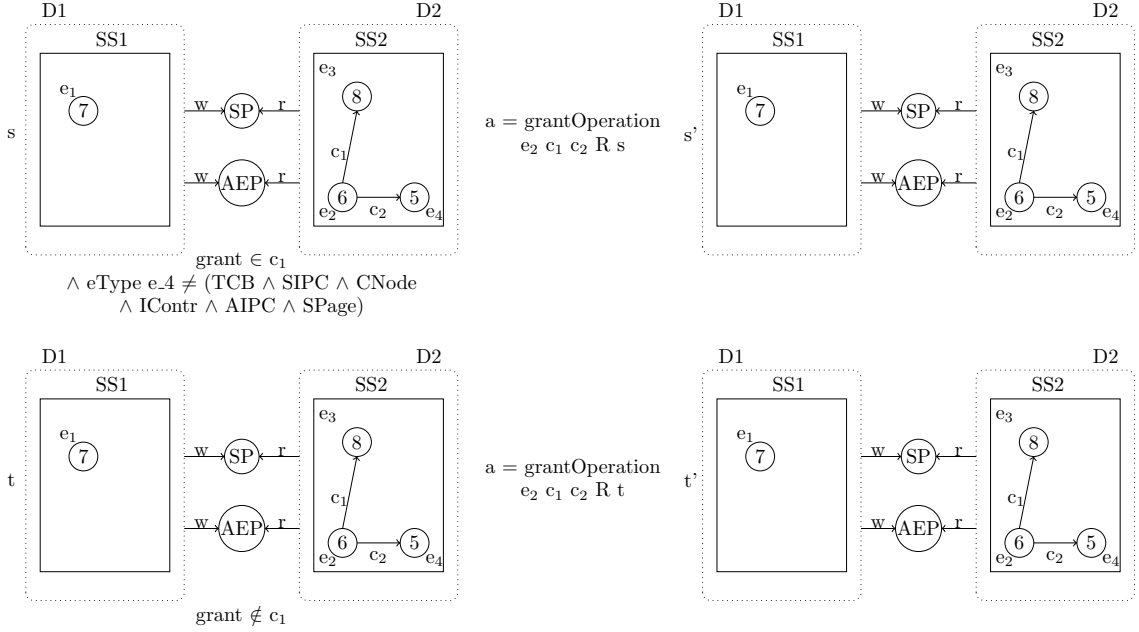 D1 D2 D1 D2
SS1 SS2 SS1 SS2
e₃ e₃
e₁ 8 e₁ 8
7 w SP r 7 w SP r
a = grantOperation
s c₁ e₂ c₁ c₂ R s s' c₁
w AEP r w AEP r
6 5 6 5
e₂ c₂ e₄ e₂ c₂ e₄
grant ∈ c₁
∧ eType e_4 ≠ (TCB ∧ SIPC ∧ CNode
∧ IContr ∧ AIPC ∧ SPage)
D1 D2 D1 D2
SS1 SS2 SS1 SS2
e₃ e₃
e₁ 8 e₁ 8
7 w SP r 7 w SP r
a = grantOperation
t c₁ e₂ c₁ c₂ R t t' c₁
w AEP r w AEP r
6 5 6 5
e₂ c₂ e₄ e₂ c₂ e₄
grant ∉ c₁